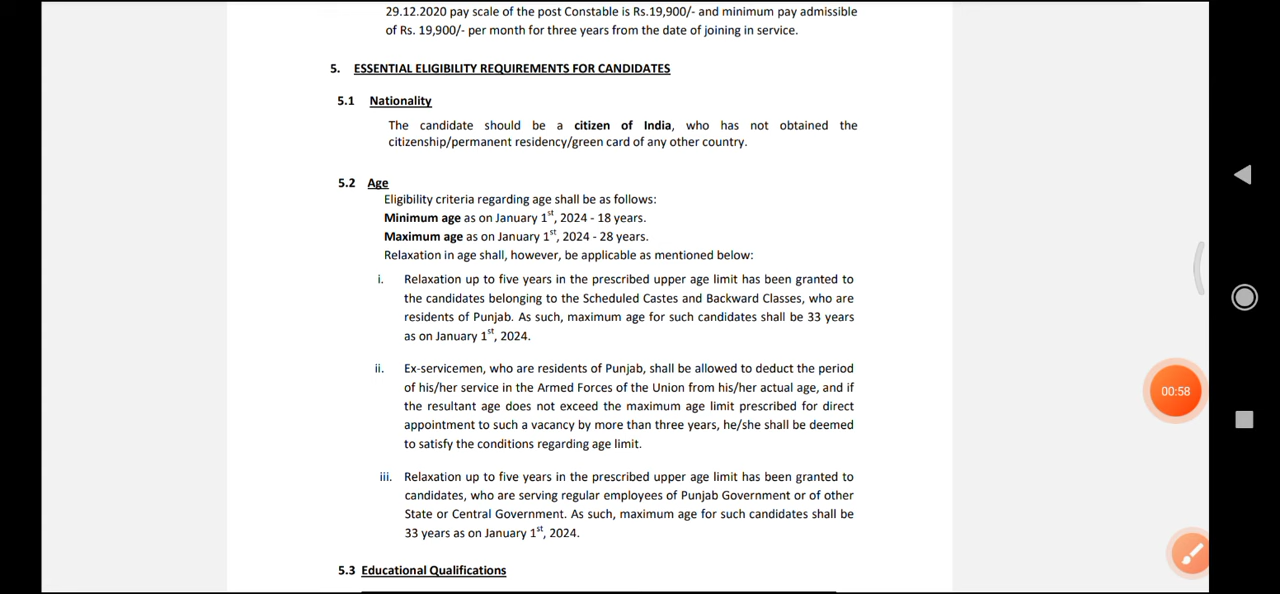 29.12.2020 pay scale of the post Constable is Rs.19,900/- and minimum pay admissible
of Rs. 19,900/- per month for three years from the date of joining in service.
5. ESSENTIAL ELIGIBILITY REQUIREMENTS FOR CANDIDATES
5.1 Nationality
The candidate should be a citizen of India, who has not obtained the
citizenship/permanent residency/green card of any other country.
5.2 Age
Eligibility criteria regarding age shall be as follows:
Minimum age as on January 1st, 2024 - 18 years.
Maximum age as on January 1st, 2024 - 28 years.
Relaxation in age shall, however, be applicable as mentioned below:
i. Relaxation up to five years in the prescribed upper age limit has been granted to
the candidates belonging to the Scheduled Castes and Backward Classes, who are
residents of Punjab. As such, maximum age for such candidates shall be 33 years
as on January 1st, 2024.
ii. Ex-servicemen, who are residents of Punjab, shall be allowed to deduct the period
of his/her service in the Armed Forces of the Union from his/her actual age, and if
the resultant age does not exceed the maximum age limit prescribed for direct
appointment to such a vacancy by more than three years, he/she shall be deemed
to satisfy the conditions regarding age limit.
iii. Relaxation up to five years in the prescribed upper age limit has been granted to
candidates, who are serving regular employees of Punjab Government or of other
State or Central Government. As such, maximum age for such candidates shall be
33 years as on January 1st, 2024.
5.3 Educational Qualifications
00:58